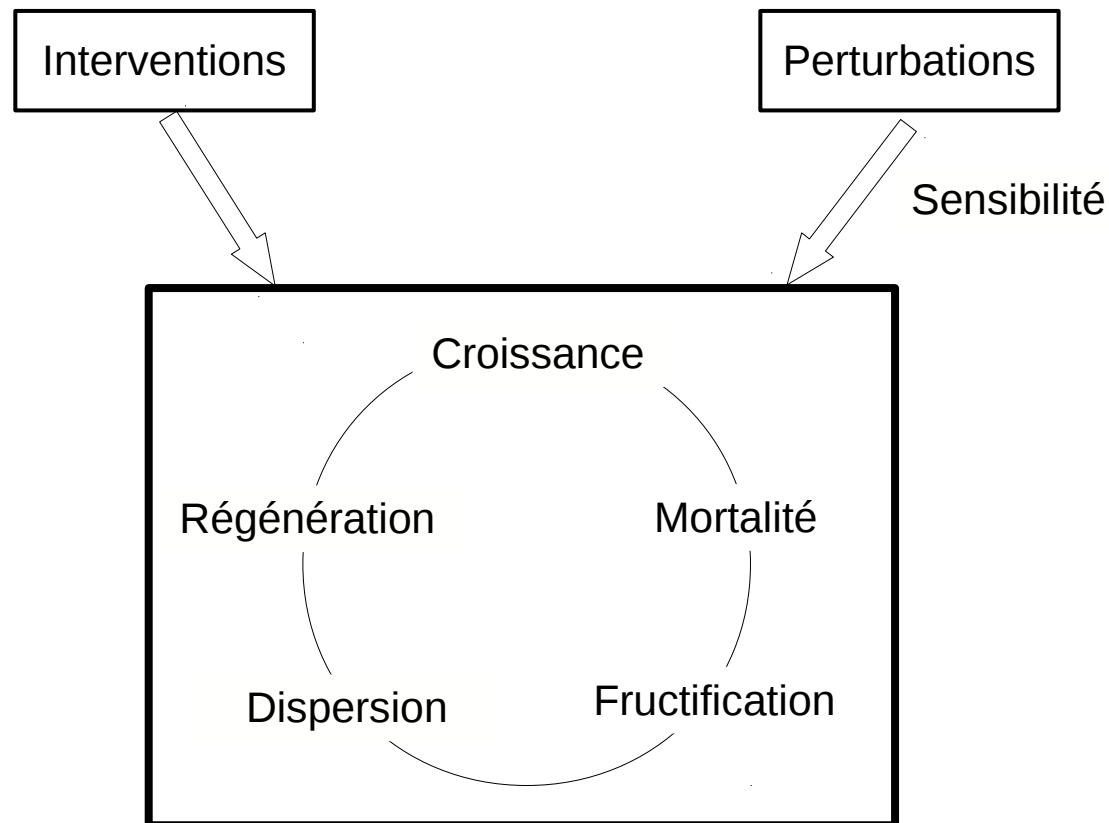 Interventions
Perturbations
Sensibilité
Croissance
Régénération
Mortalité
Dispersion
Fructification